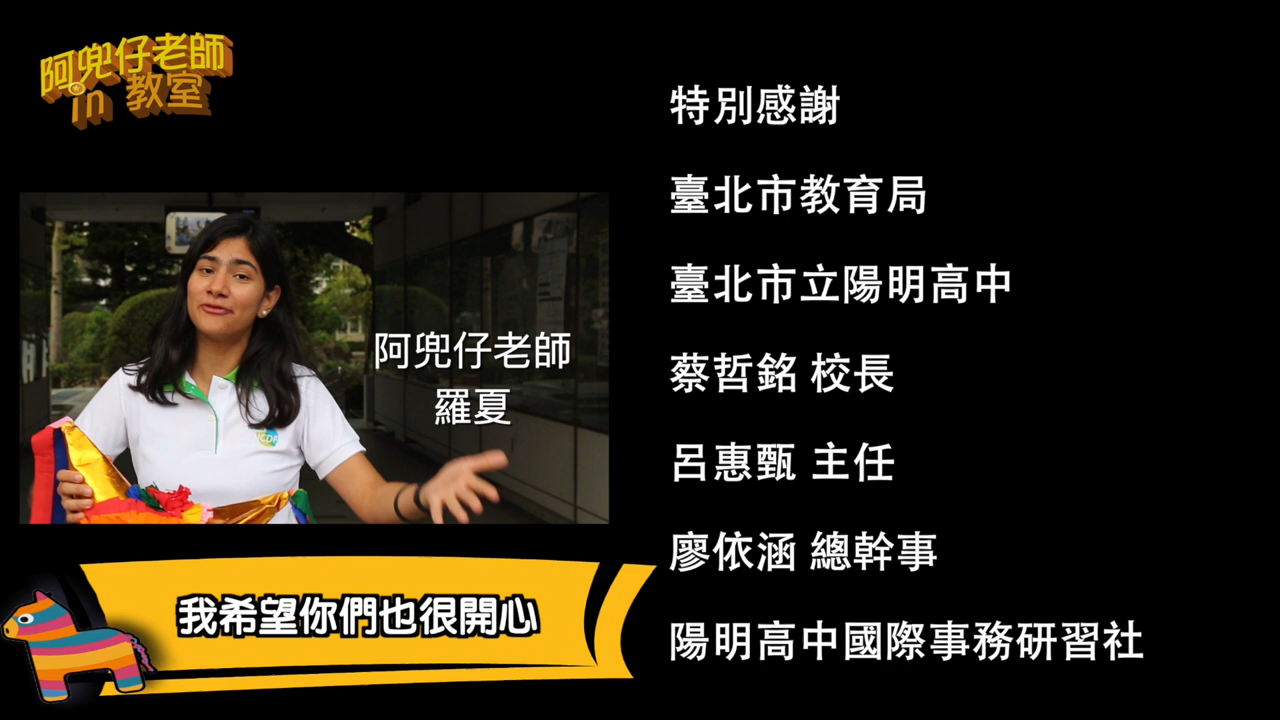 阿兜仔老師
in 教室
阿兜仔老師
羅夏
我希望你們也很開心
特別感謝
臺北市教育局
臺北市立陽明高中
蔡哲銘 校長
呂惠甄 主任
廖依涵 總幹事
陽明高中國際事務研習社